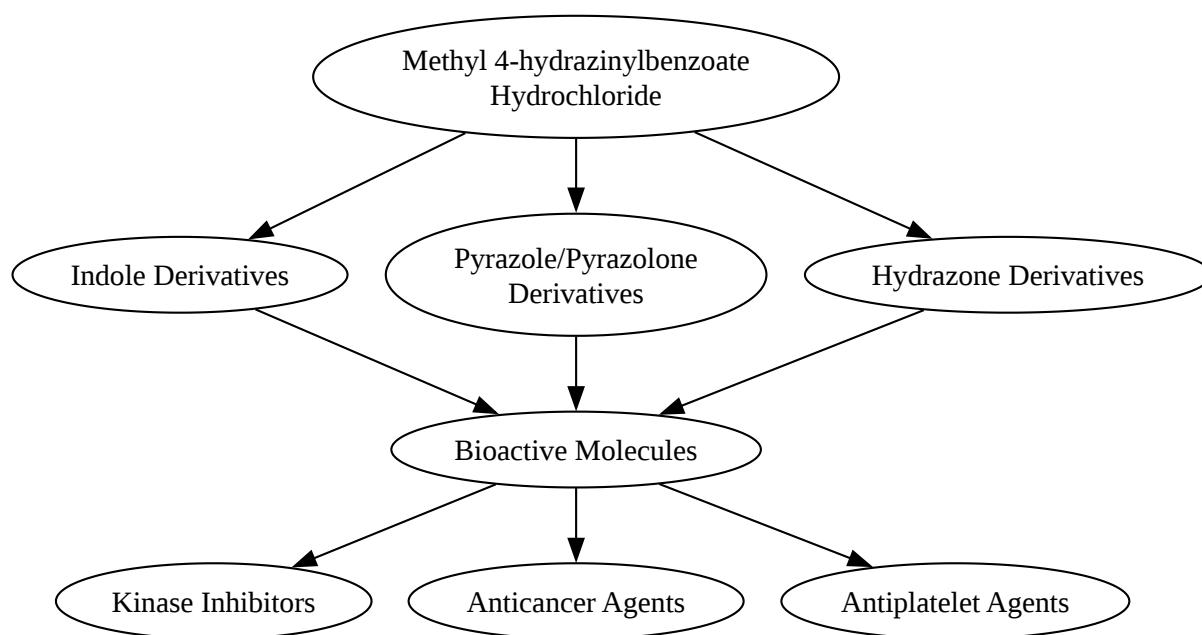 Methyl 4-hydrazinylbenzoate
Hydrochloride
Indole Derivatives
Pyrazole/Pyrazolone
Derivatives
Hydrazone Derivatives
Bioactive Molecules
Kinase Inhibitors
Anticancer Agents
Antiplatelet Agents